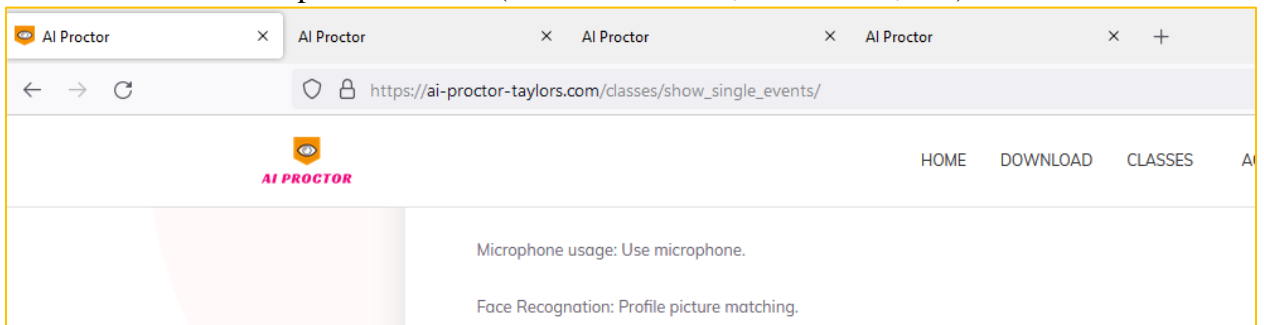 AI Proctor AI Proctor AI Proctor AI Proctor
https://ai-proctor-taylors.com/classes/show_single_events/
AI PROCTOR
HOME DOWNLOAD CLASSES
Microphone usage: Use microphone.
Face Recognation: Profile picture matching.